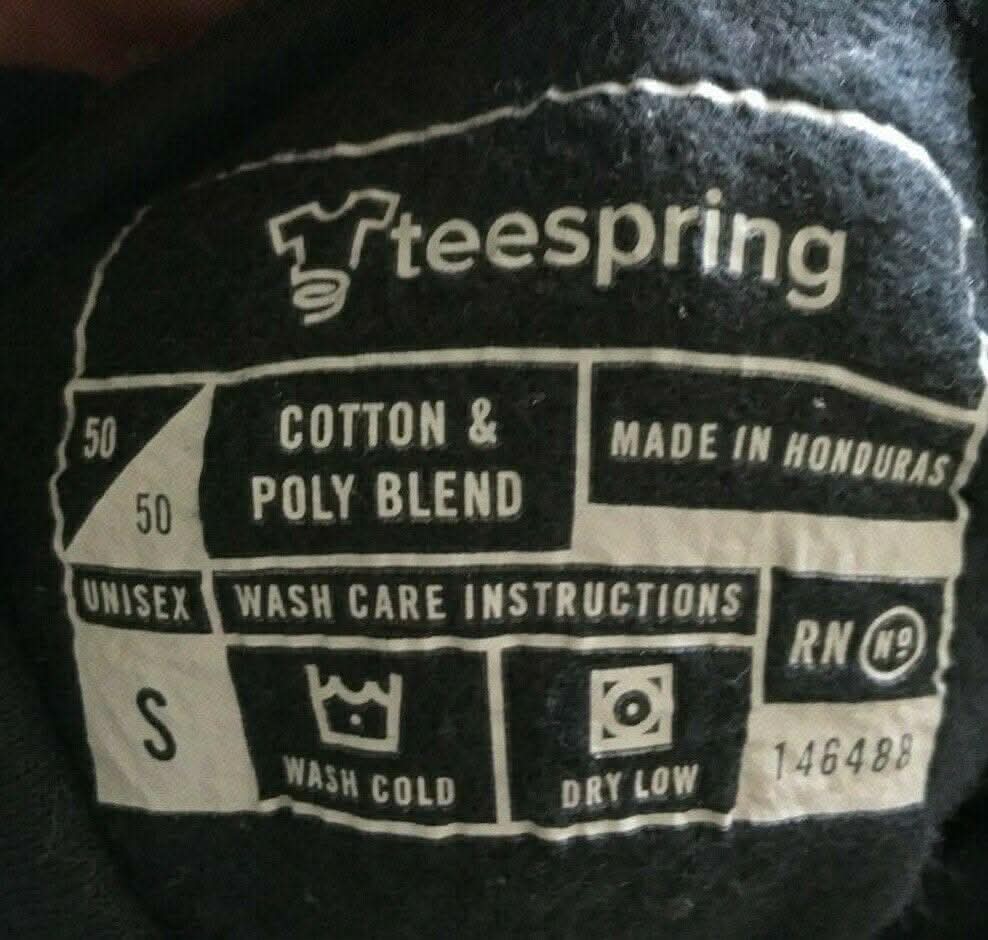 teespring
50
50
COTTON &
POLY BLEND
MADE IN HONDURAS
UNISEX
S
WASH CARE INSTRUCTIONS
WASH COLD
DRY LOW
RN Nº
146488